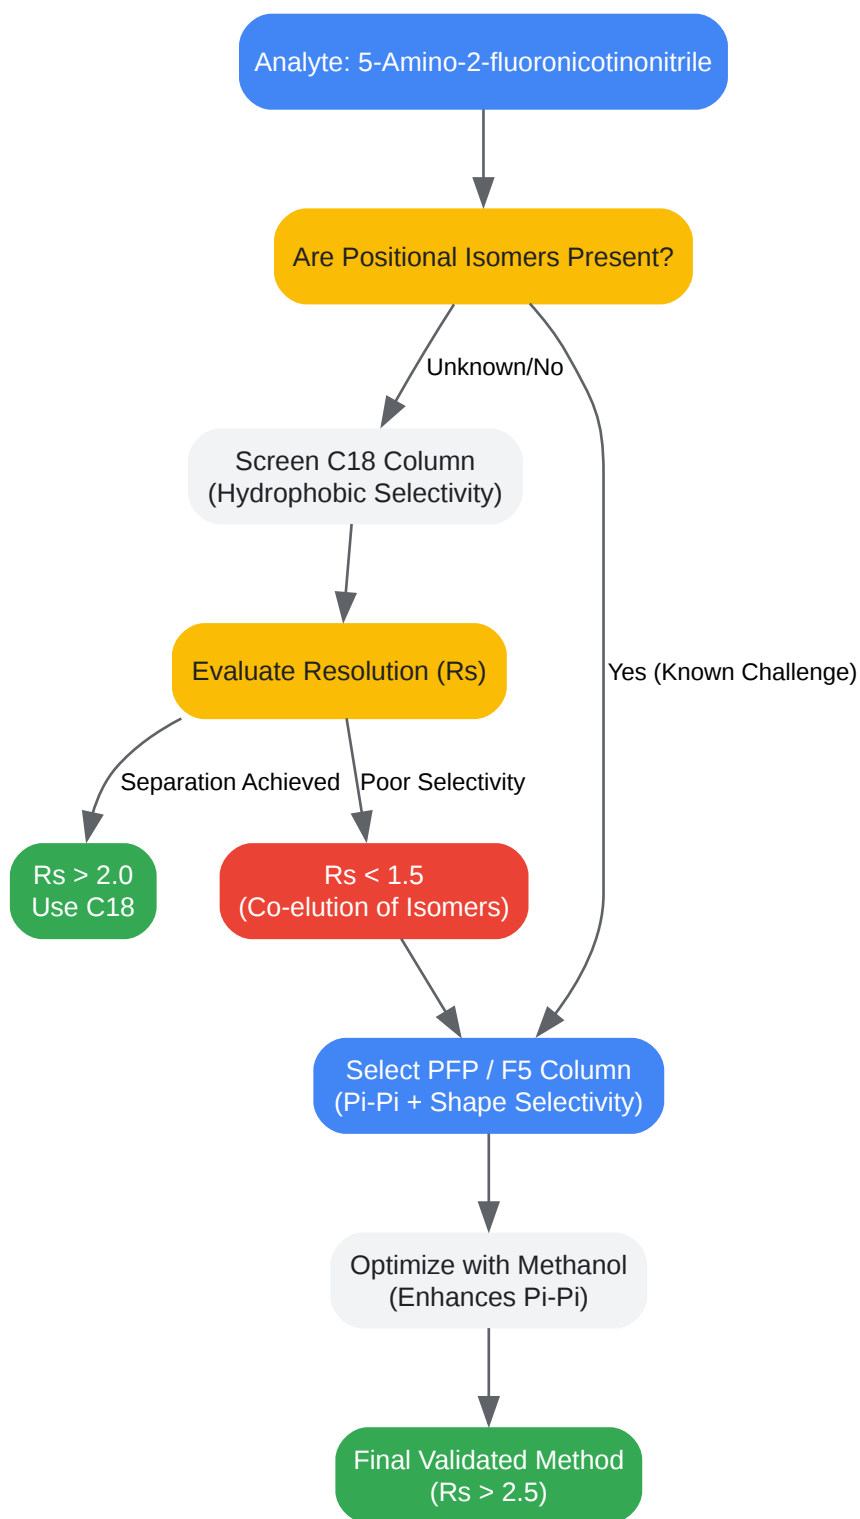 Analyte: 5-Amino-2-fluoronicotinonitrile
Are Positional Isomers Present?
Unknown/No
Screen C18 Column
(Hydrophobic Selectivity)
Evaluate Resolution (Rs)
Yes (Known Challenge)
Separation Achieved
Poor Selectivity
Rs > 2.0
Use C18
Rs < 1.5
(Co-elution of Isomers)
Select PFP / F5 Column
(Pi-Pi + Shape Selectivity)
Optimize with Methanol
(Enhances Pi-Pi)
Final Validated Method
(Rs > 2.5)